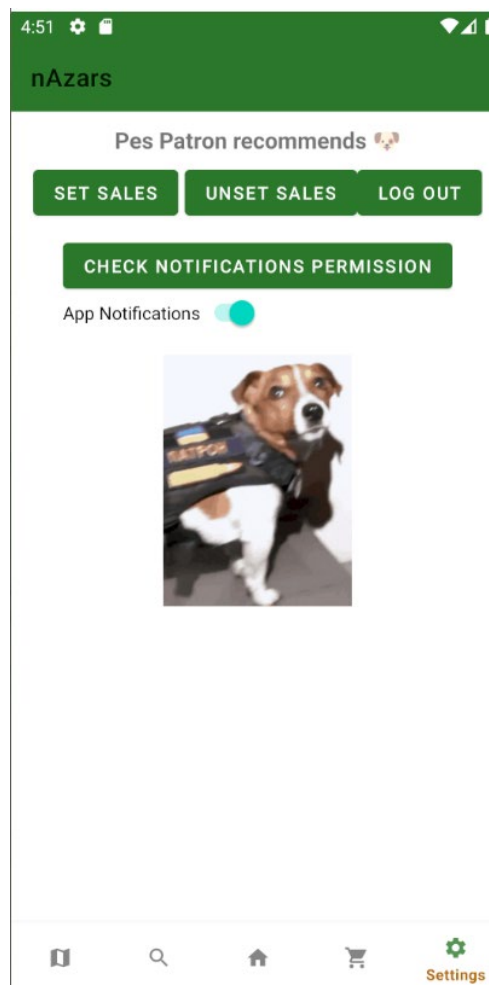 4:51
nAzars
Pes Patron recommends 🐶
SET SALES UNSET SALES LOG OUT
CHECK NOTIFICATIONS PERMISSION
App Notifications
Settings